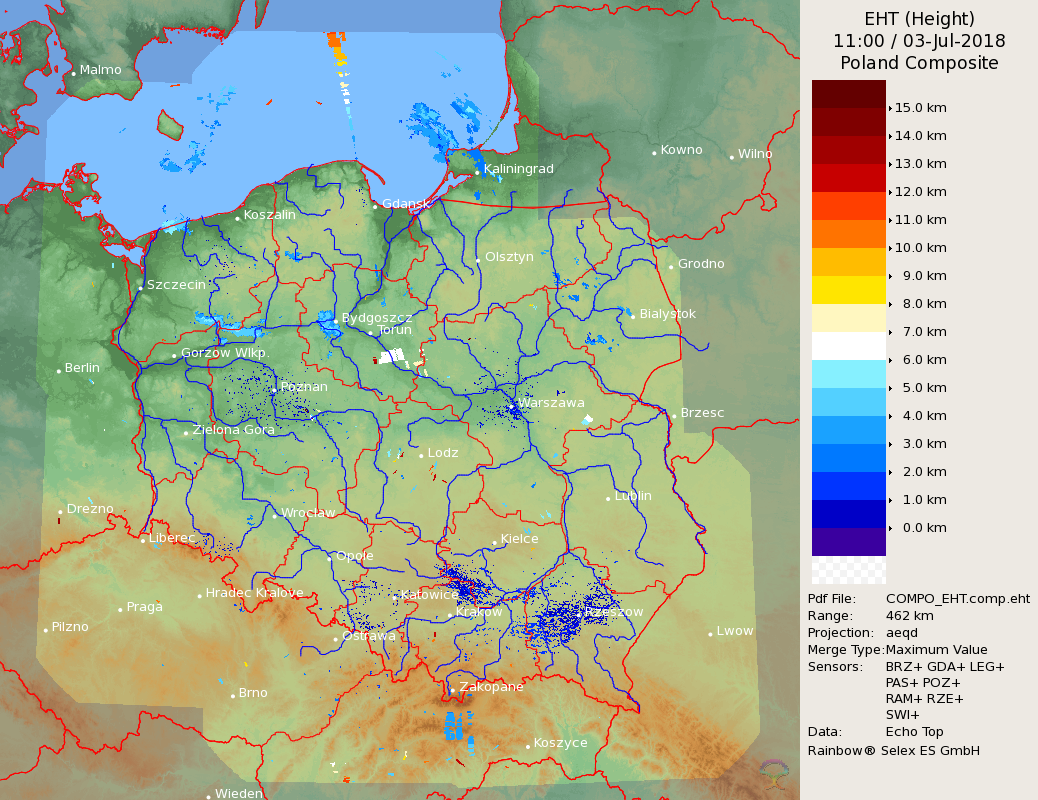 EHT (Height)
11:00 / 03-Jul-2018
Poland Composite
15.0 km
14.0 km
13.0 km
12.0 km
11.0 km
10.0 km
9.0 km
8.0 km
7.0 km
6.0 km
5.0 km
4.0 km
3.0 km
2.0 km
1.0 km
0.0 km
Pdf File: COMPO_EHT.comp.eht
Range: 462 km
Projection: aeqd
Merge Type:Maximum Value
Sensors: BRZ+ GDA+ LEG+
PAS+ POZ+
RAM+ RZE+
SWI+
Data: Echo Top
Rainbow® Selex ES GmbH
Malmo
Kowno
Wilno
Kaliningrad
Gdansk
Koszalin
Olsztyn
Grodno
Szczecin
Bydgoszcz
Bialystok
Torun
Gorzow Wlkp.
Berlin
Poznan
Warszawa
Brzesc
Zielona Gora
Lodz
Lublin
Drezno
Wroclaw
Liberec
Kielce
Opole
Hradec Kralove
Katowice
Praga
Krakow
Rzeszow
Pilzno
Ostrawa
Lwow
Zakopane
Brno
Koszyce
Wieden